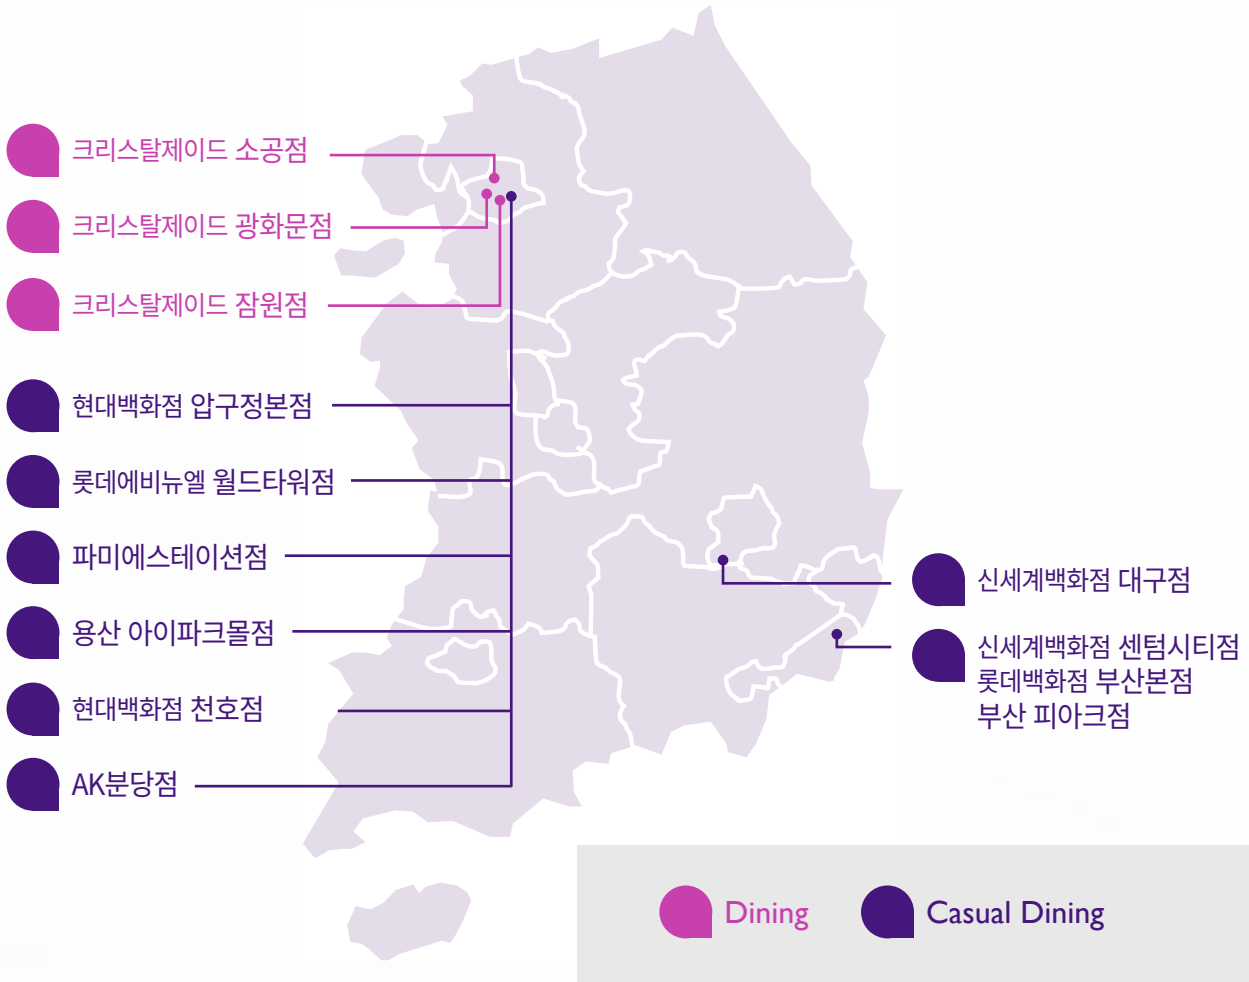 크리스탈제이드 소공점
크리스탈제이드 광화문점
크리스탈제이드 잠원점
현대백화점 압구정본점
롯데에비뉴엘 월드타워점
파미에스테이션점
용산 아이파크몰점
현대백화점 천호점
AK분당점
신세계백화점 대구점
신세계백화점 센텀시티점
롯데백화점 부산본점
부산 피아크점
Dining
Casual Dining